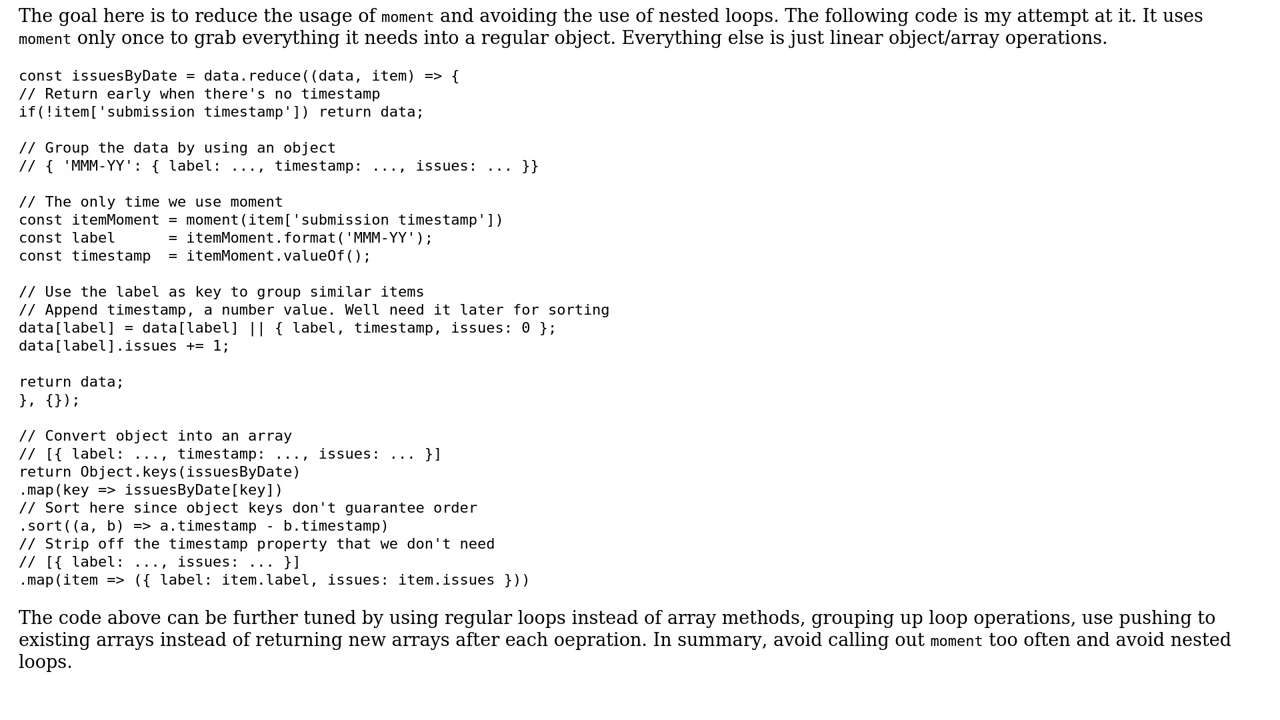 The goal here is to reduce the usage of moment and avoiding the use of nested loops. The following code is my attempt at it. It uses
moment only once to grab everything it needs into a regular object. Everything else is just linear object/array operations.
const issuesByDate = data.reduce((data, item) => {
// Return early when there's no timestamp
if(!item['submission timestamp']) return data;
// Group the data by using an object
// { 'MMM-YY': { label: ..., timestamp: ..., issues: ... }}
// The only time we use moment
const itemMoment = moment(item['submission timestamp'])
const label      = itemMoment.format('MMM-YY');
const timestamp  = itemMoment.valueOf();
// Use the label as key to group similar items
// Append timestamp, a number value. Well need it later for sorting
data[label] = data[label] || { label, timestamp, issues: 0 };
data[label].issues += 1;
return data;
}, {});
// Convert object into an array
// [{ label: ..., timestamp: ..., issues: ... }]
return Object.keys(issuesByDate)
.map(key => issuesByDate[key])
// Sort here since object keys don't guarantee order
.sort((a, b) => a.timestamp - b.timestamp)
// Strip off the timestamp property that we don't need
// [{ label: ..., issues: ... }]
.map(item => ({ label: item.label, issues: item.issues }))
The code above can be further tuned by using regular loops instead of array methods, grouping up loop operations, use pushing to
existing arrays instead of returning new arrays after each oepration. In summary, avoid calling out moment too often and avoid nested
loops.